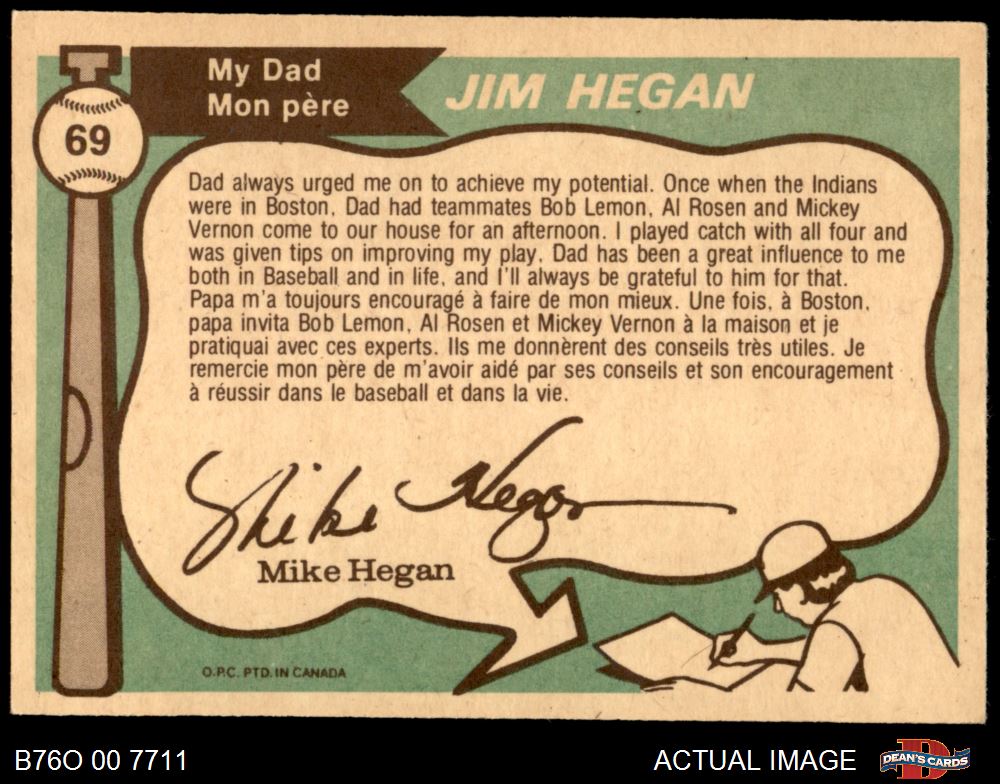 My Dad
Mon père
JIM HEGAN
69
Dad always urged me on to achieve my potential. Once when the Indians
were in Boston, Dad had teammates Bob Lemon, Al Rosen and Mickey
Vernon come to our house for an afternoon. I played catch with all four and
was given tips on improving my play. Dad has been a great influence to me
both in Baseball and in life, and I'll always be grateful to him for that.
Papa m'a toujours encouragé à faire de mon mieux. Une fois, à Boston,
papa invita Bob Lemon, Al Rosen et Mickey Vernon à la maison et je
pratiquai avec ces experts. Ils me donnèrent des conseils très utiles. Je
remercie mon père de m'avoir aidé par ses conseils et son encouragement
à réussir dans le baseball et dans la vie.
Mike Hegan
Mike Hegan
O.P.C. PTD. IN CANADA
B76O 00 7711
ACTUAL IMAGE
DEAN'S CARDS